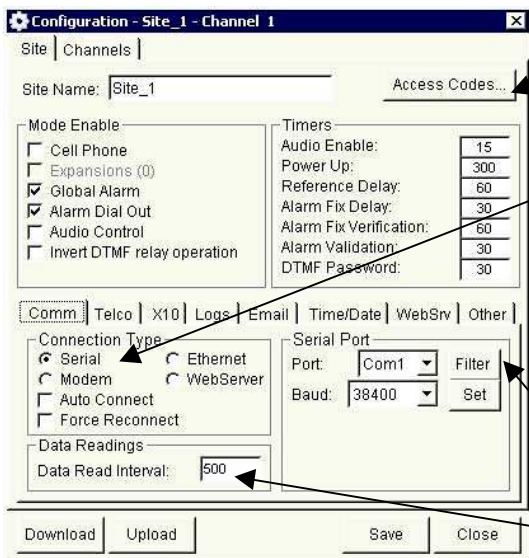 Configuration - Site_1 - Channel 1
Site Channels
Site Name: Site_1
Access Codes...
Mode Enable
Cell Phone
Expansions (0)
Global Alarm
Alarm Dial Out
Audio Control
Invert DTMF relay operation
Timers
Audio Enable: 15
Power Up: 300
Reference Delay: 60
Alarm Fix Delay: 30
Alarm Fix Verification: 60
Alarm Validation: 30
DTMF Password: 30
Comm Telco X10 Logs Email Time/Date WebSrv Other
Connection Type
Serial Ethernet
Modem WebServer
Auto Connect
Force Reconnect
Serial Port
Port: Com1 Filter
Baud: 38400 Set
Data Readings
Data Read Interval: 500
Download Upload Save Close